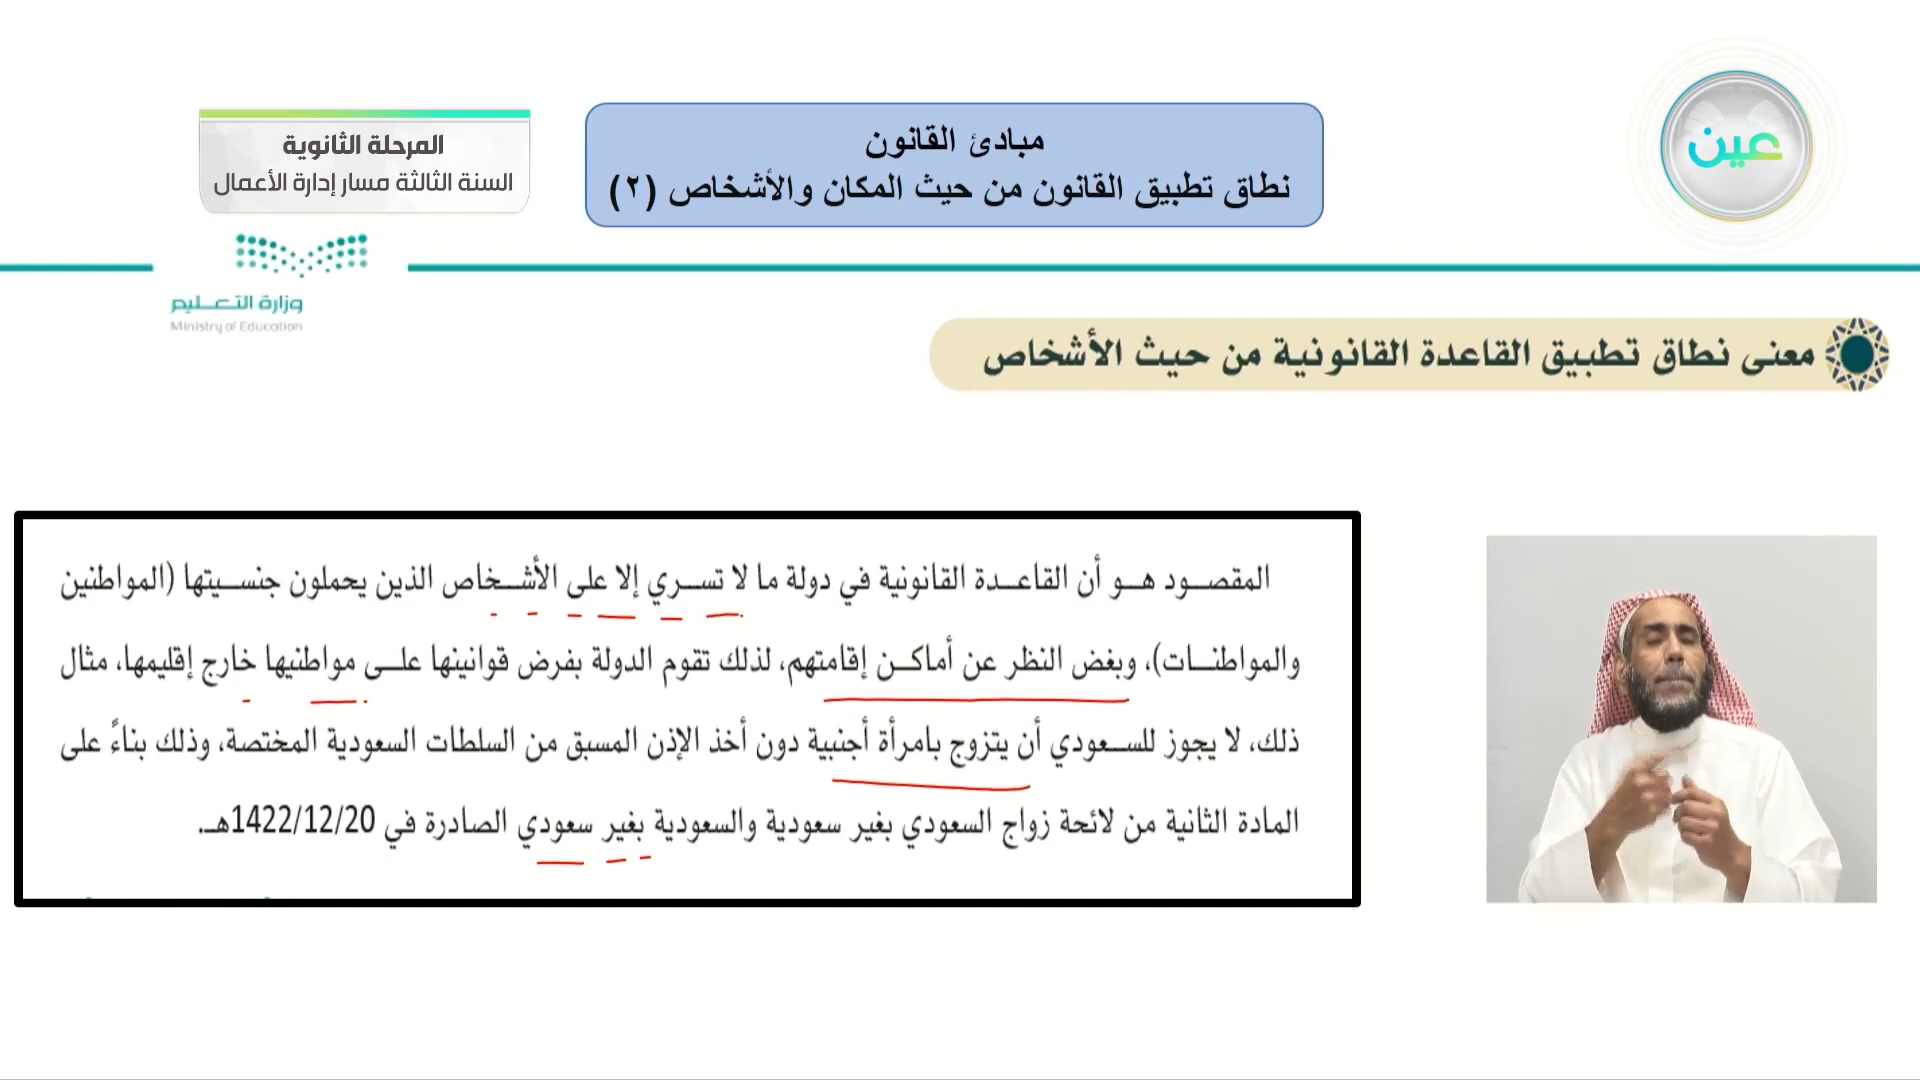 عين
مبادئ القانون
نطاق تطبيق القانون من حيث المكان والأشخاص (٢)
المرحلة الثانوية
السنة الثالثة مسار إدارة الأعمال
وزارة التعليم
Ministry of Education
معنى نطاق تطبيق القاعدة القانونية من حيث الأشخاص
المقصود هو أن القاعدة القانونية في دولة ما لا تسري إلا على الأشخاص الذين يحملون جنسيتها (المواطنين
والمواطنات)، وبغض النظر عن أماكن إقامتهم، لذلك تقوم الدولة بفرض قوانينها على مواطنيها خارج إقليمها، مثال
ذلك، لا يجوز للسعودي أن يتزوج بامرأة أجنبية دون أخذ الإذن المسبق من السلطات السعودية المختصة، وذلك بناءً على
المادة الثانية من لائحة زواج السعودي بغير سعودية والسعودية بغير سعودي الصادرة في 1422/12/20هـ.